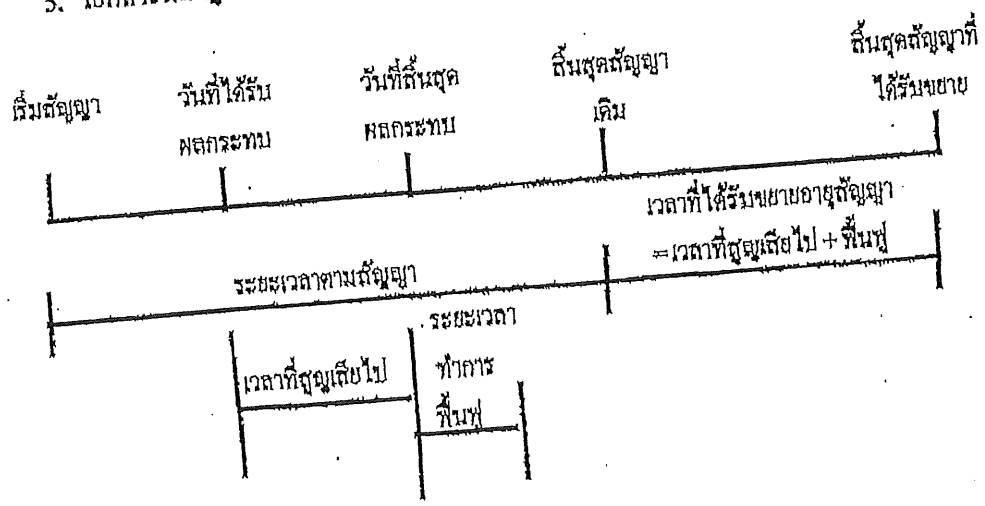 3.
เริ่มสัญญา
วันที่ได้รับ
ผลกระทบ
วันที่สิ้นสุด
ผลกระทบ
สิ้นสุดสัญญา
เดิม
สิ้นสุดสัญญาที่
ได้รับขยาย
เวลาที่ได้รับขยายอายุสัญญา
=เวลาที่สูญเสียไป+ฟื้นฟู
ระยะเวลาตามสัญญา
เวลาที่สูญเสียไป
ระยะเวลา
ทำการ
ฟื้นฟู